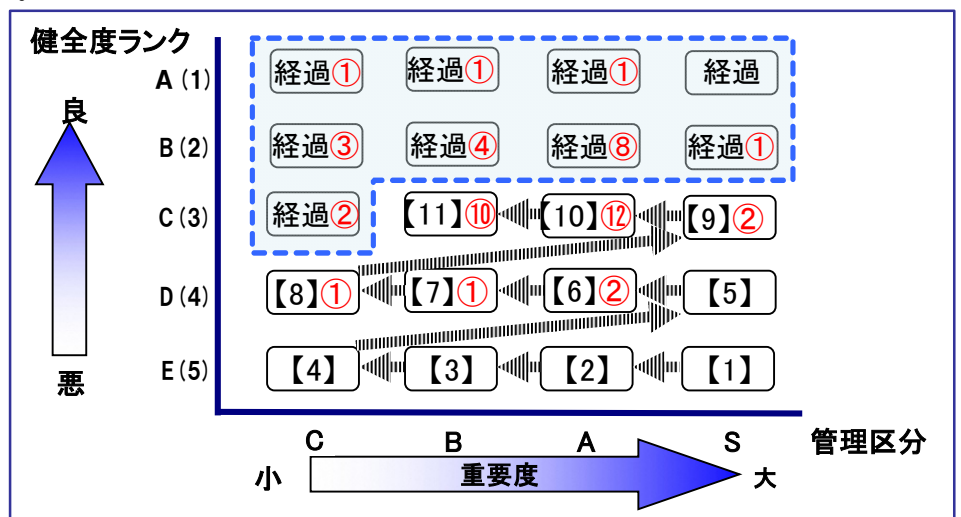 健全度ランク
A(1) 経過① 経過① 経過① 経過
良
B(2) 経過③ 経過④ 経過⑧ 経過①
C(3) 経過② 【11】⑩ 【10】⑫ 【9】②
D(4) 【8】① 【7】① 【6】② 【5】
E(5) 【4】 【3】 【2】 【1】
悪
C B A S 管理区分
小 重要度 大